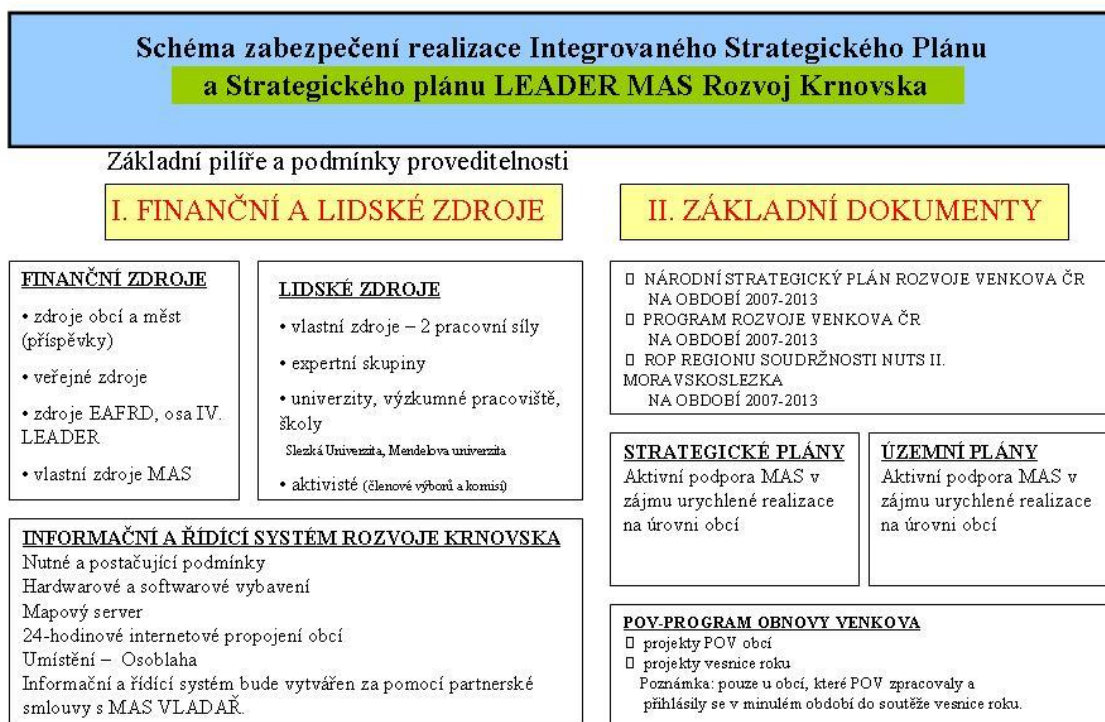 Schéma zabezpečení realizace Integrovaného Strategického Plánu
a Strategického plánu LEADER MAS Rozvoj Krnovska
Základní pilíře a podmínky proveditelnosti
I. FINANČNÍ A LIDSKÉ ZDROJE
FINANČNÍ ZDROJE
• zdroje obcí a měst
(příspěvky)
• veřejné zdroje
• zdroje EAFRD, osa IV.
LEADER
• vlastní zdroje MAS
LIDSKÉ ZDROJE
• vlastní zdroje – 2 pracovní síly
• expertní skupiny
• univerzity, výzkumné pracoviště,
školy
Slezká Univerzita, Mendelova univerzita
• aktivisté (členové výborů a komisí)
INFORMAČNÍ A ŘÍDÍCÍ SYSTÉM ROZVOJE KRNOVSKA
Nutné a postačující podmínky
Hardwarové a softwarové vybavení
Mapový server
24-hodinové internetové propojení obcí
Umístění – Osoblaha
Informační a řídící systém bude vytvářen za pomocí partnerské
smlouvy s MAS VLADAŘ.
II. ZÁKLADNÍ DOKUMENTY
▯ NÁRODNÍ STRATEGICKÝ PLÁN ROZVOJE VENKOVA ČR
NA OBDOBÍ 2007-2013
▯ PROGRAM ROZVOJE VENKOVA ČR
NA OBDOBÍ 2007-2013
▯ ROP REGIONU SOUDRŽNOSTI NUTS II.
MORAVSKOSLEZKA
NA OBDOBÍ 2007-2013
STRATEGICKÉ PLÁNY
Aktivní podpora MAS v
zájmu urychlené realizace
na úrovni obcí
ÚZEMNÍ PLÁNY
Aktivní podpora MAS v
zájmu urychlené realizace
na úrovni obcí
POV-PROGRAM OBNOVY VENKOVA
▯ projekty POV obcí
▯ projekty vesnice roku
Poznámka: pouze u obcí, které POV zpracovaly a
přihlásily se v minulém období do soutěže vesnice roku.